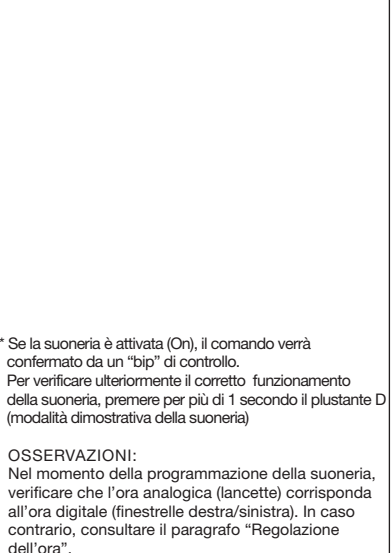 * Se la suoneria è attivata (On), il comando verrà
confermato da un “bip” di controllo.
Per verificare ulteriormente il corretto funzionamento
della suoneria, premere per più di 1 secondo il plustante D
(modalità dimostrativa della suoneria)
OSSERVAZIONI:
Nel momento della programmazione della suoneria,
verificare che l'ora analogica (lancette) corrisponda
all'ora digitale (finestrelle destra/sinistra). In caso
contrario, consultare il paragrafo “Regolazione
dell'ora”.